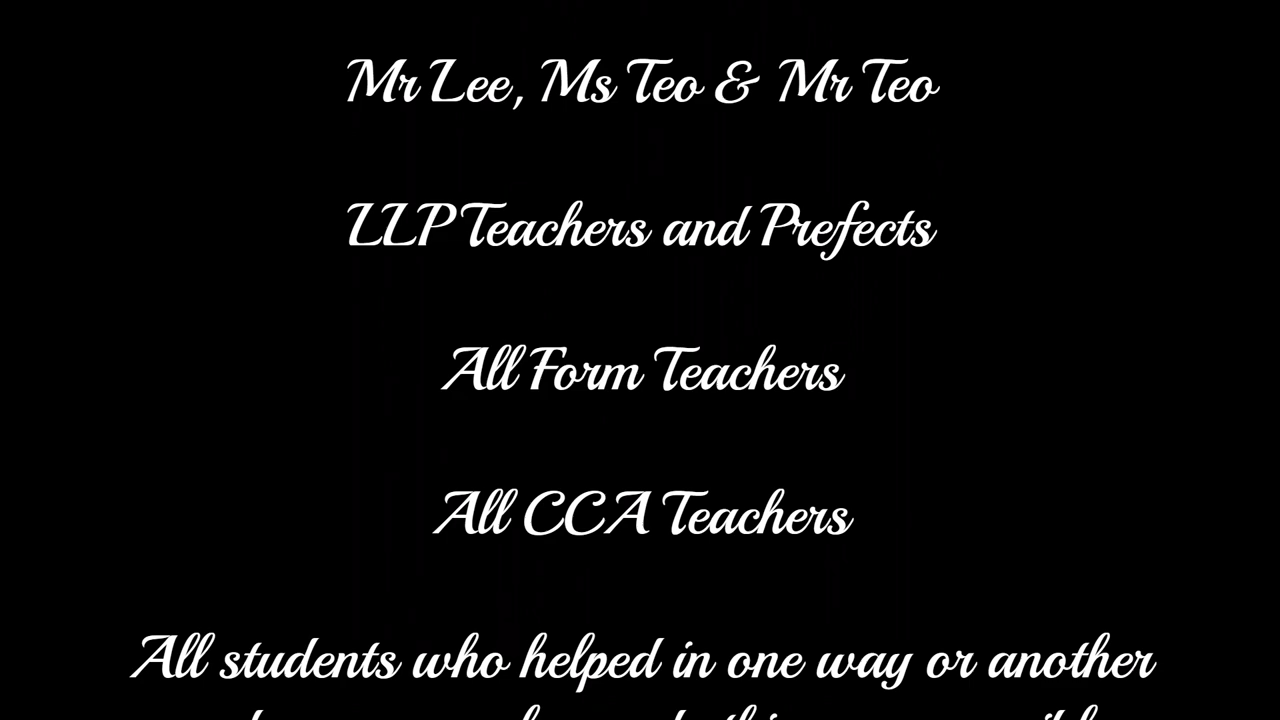 Mr Lee, Ms Teo & Mr Teo
LLP Teachers and Prefects
All Form Teachers
All CCA Teachers
All students who helped in one way or another